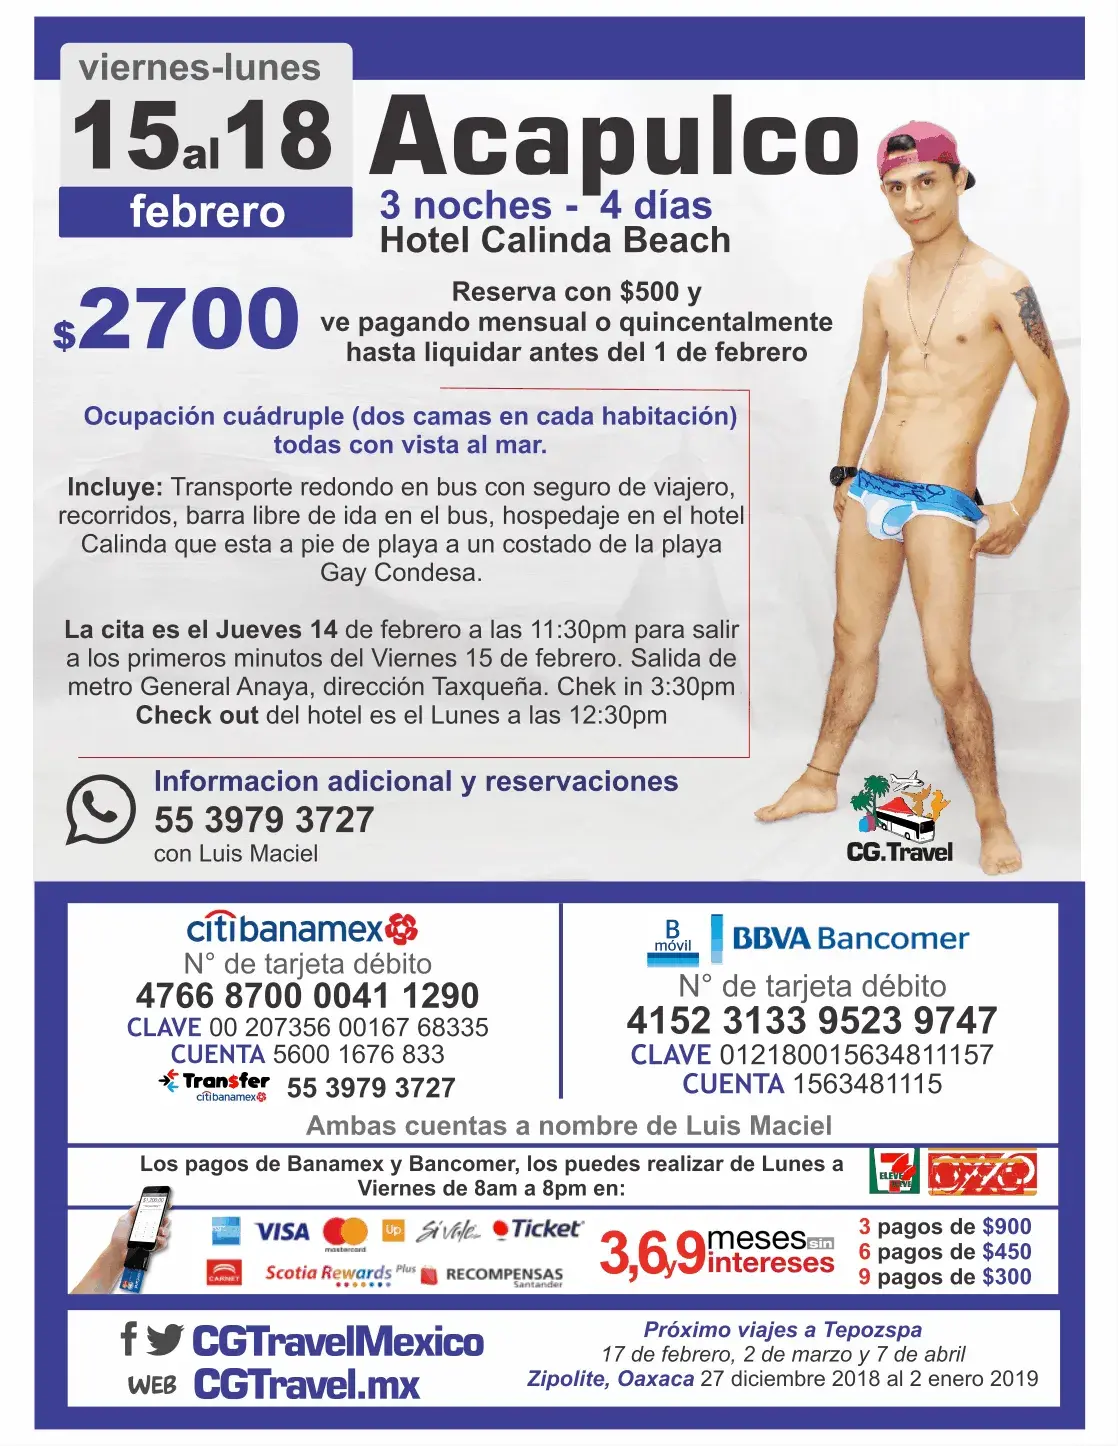 viernes-lunes
15 al 18
febrero
Acapulco
3 noches - 4 días
Hotel Calinda Beach
$2700
Reserva con $500 y
ve pagando mensual o quincentalmente
hasta liquidar antes del 1 de febrero
Ocupación cuádruple (dos camas en cada habitación)
todas con vista al mar.
Incluye: Transporte redondo en bus con seguro de viajero,
recorridos, barra libre de ida en el bus, hospedaje en el hotel
Calinda que esta a pie de playa a un costado de la playa
Gay Condesa.
La cita es el Jueves 14 de febrero a las 11:30pm para salir
a los primeros minutos del Viernes 15 de febrero. Salida de
metro General Anaya, dirección Taxqueña. Chek in 3:30pm
Check out del hotel es el Lunes a las 12:30pm
Informacion adicional y reservaciones
55 3979 3727
con Luis Maciel
CG.Travel
citibanamex
N° de tarjeta débito
4766 8700 0041 1290
CLAVE 00 207356 00167 68335
CUENTA 5600 1676 833
Transfer
citibanamex
55 3979 3727
B
móvil
BBVA Bancomer
N° de tarjeta débito
4152 3133 9523 9747
CLAVE 012180015634811157
CUENTA 1563481115
Ambas cuentas a nombre de Luis Maciel
Los pagos de Banamex y Bancomer, los puedes realizar de Lunes a
Viernes de 8am a 8pm en:
7
ELEVEN
OXXO
VISA
mastercard
Up
Sí Vale
Ticket
CARNET
Scotia Rewards Plus
RECOMPENSAS
Santander
3,6 y 9 meses sin
intereses
3 pagos de $900
6 pagos de $450
9 pagos de $300
CGTravelMexico
WEB CGTravel.mx
Próximo viajes a Tepozspa
17 de febrero, 2 de marzo y 7 de abril
Zipolite, Oaxaca 27 diciembre 2018 al 2 enero 2019